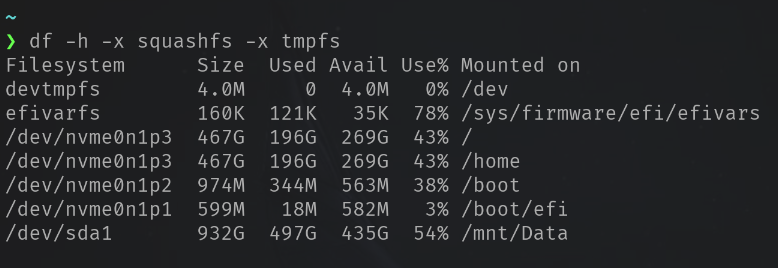 ~
❯ df -h -x squashfs -x tmpfs
Filesystem      Size  Used Avail Use% Mounted on
devtmpfs        4.0M     0  4.0M   0% /dev
efivarfs        160K  121K   35K  78% /sys/firmware/efi/efivars
/dev/nvme0n1p3  467G  196G  269G  43% /
/dev/nvme0n1p3  467G  196G  269G  43% /home
/dev/nvme0n1p2  974M  344M  563M  38% /boot
/dev/nvme0n1p1  599M   18M  582M   3% /boot/efi
/dev/sda1       932G  497G  435G  54% /mnt/Data